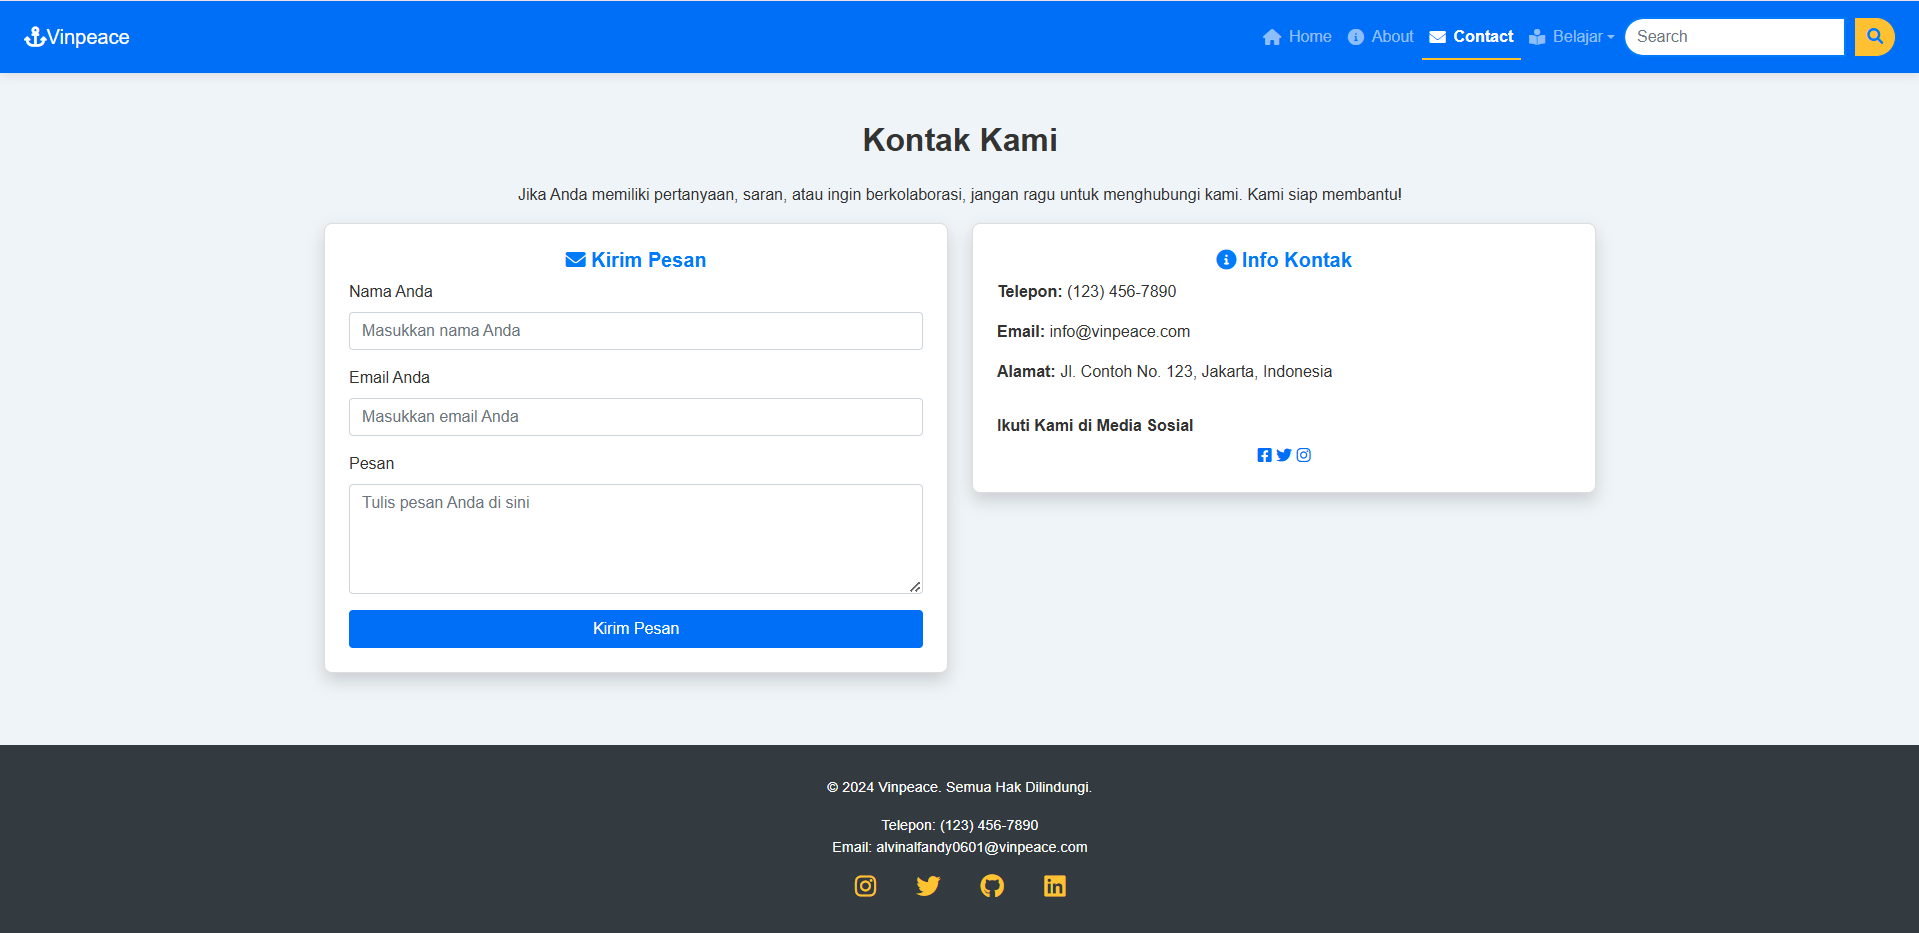 Vinpeace
Home About Contact Belajar Search
Kontak Kami
Jika Anda memiliki pertanyaan, saran, atau ingin berkolaborasi, jangan ragu untuk menghubungi kami. Kami siap membantu!
Kirim Pesan
Nama Anda
Masukkan nama Anda
Email Anda
Masukkan email Anda
Pesan
Tulis pesan Anda di sini
Kirim Pesan
Info Kontak
Telepon: (123) 456-7890
Email: info@vinpeace.com
Alamat: Jl. Contoh No. 123, Jakarta, Indonesia
Ikuti Kami di Media Sosial
© 2024 Vinpeace. Semua Hak Dilindungi.
Telepon: (123) 456-7890
Email: alvinalfandy0601@vinpeace.com